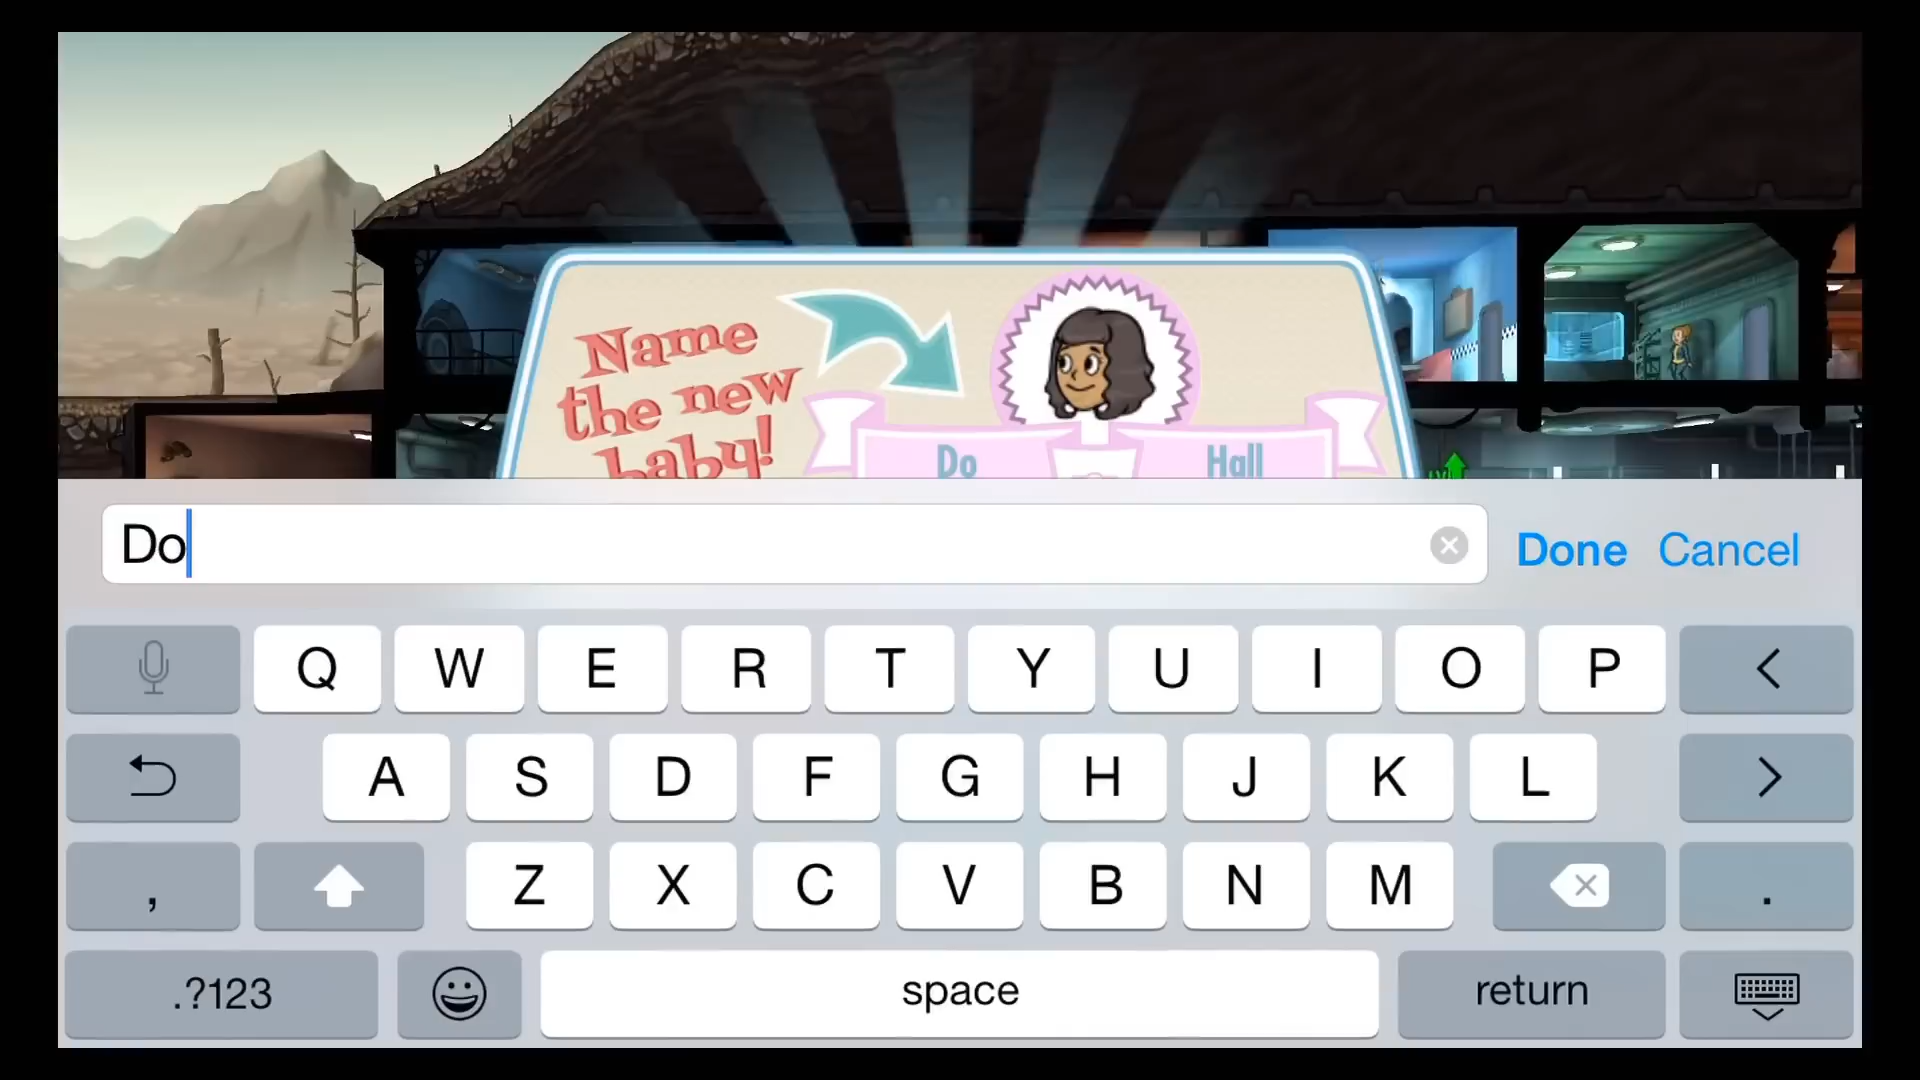 Name
the new
baby!
Do Hall
Do
Done Cancel
Q W E R T Y U I O P <
A S D F G H J K L >
, Z X C V B N M .
.?123 space return